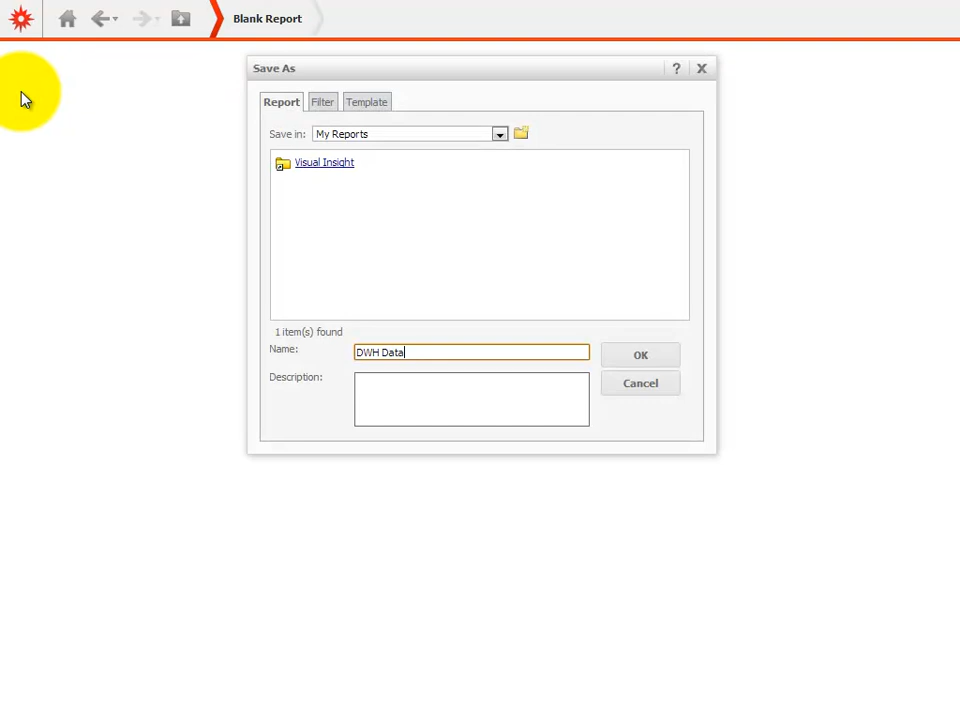 Blank Report
Save As
? X
Report Filter Template
Save in: My Reports
Visual Insight
1 item(s) found
Name: DWH Data
OK
Description:
Cancel